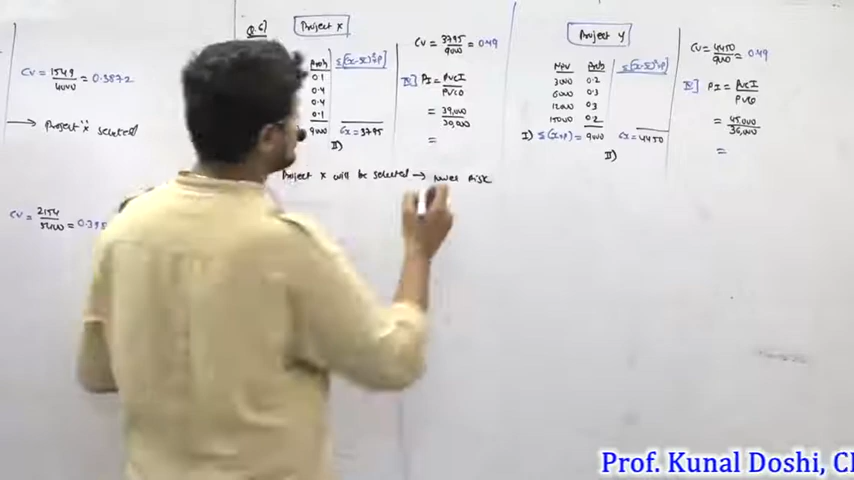 CV = 1549 / 4000 = 0.3872
→ Project "x" selected
CV = 2154 / = 0.395
Q.6]
Project X
Prob
0.1
0.4
0.4
0.1
9000
Σ[(x-x̄)²×P]
σx = 3795
II)
CV = 3795 / 9000 = 0.49
III] PI = PVCI / PVCO
= 39,000 / 30,000
=
Project X will be selected → lower Risk
Project Y
NPV Prob
3000 0.2
6000 0.3
12000 0.3
15000 0.2
I) Σ(x×P) = 9000
Σ[(x-x̄)²×P]
σx = 4450
II)
CV = 4450 / 9000 = 0.49
III] PI = PVCI / PVCO
= 45,000 / 36,000
=
Prof. Kunal Doshi, C